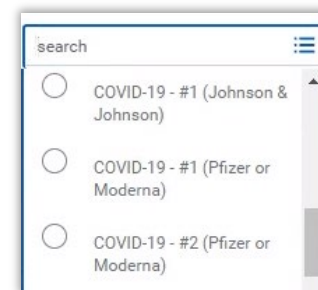 search
COVID-19 - #1 (Johnson &
Johnson)
COVID-19 - #1 (Pfizer or
Moderna)
COVID-19 - #2 (Pfizer or
Moderna)